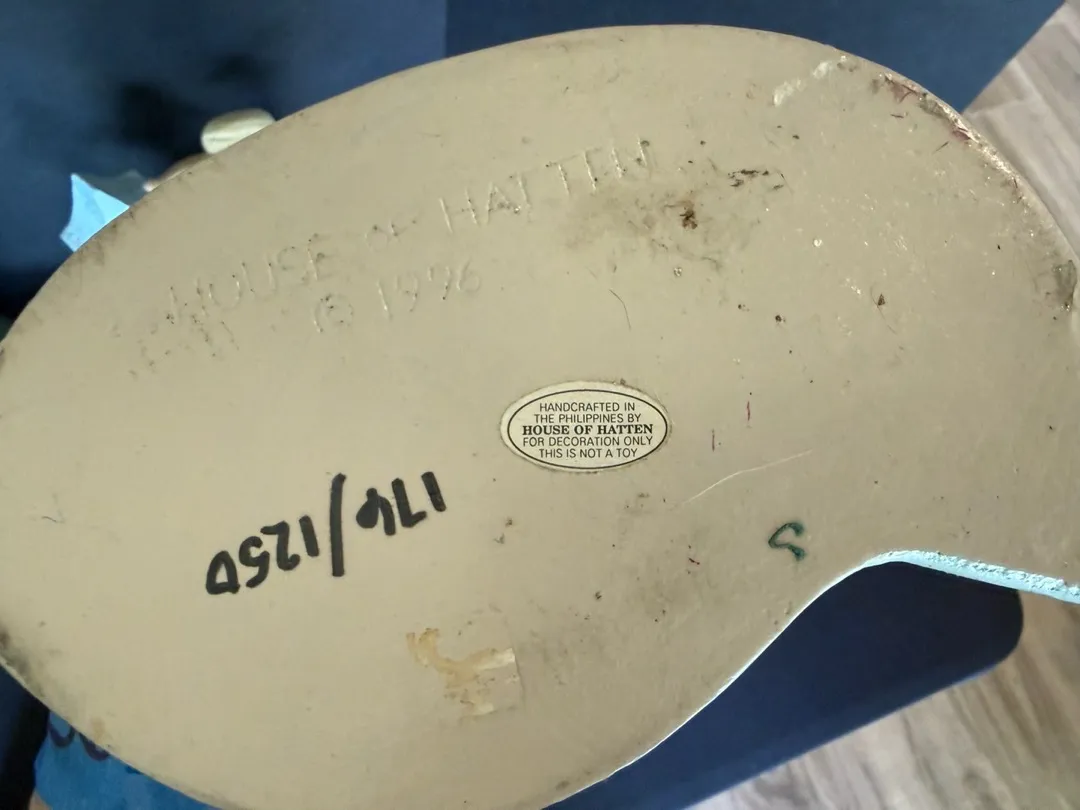 HOUSE OF HATTEN
© 1996
HANDCRAFTED IN
THE PHILIPPINES BY
HOUSE OF HATTEN
FOR DECORATION ONLY
THIS IS NOT A TOY
176/1250
S